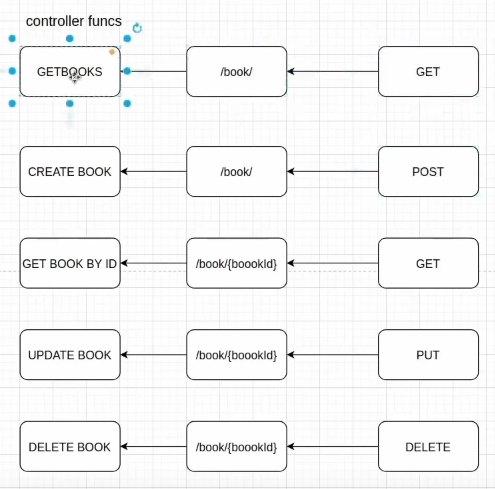 controller funcs
GETBOOKS
/book/
GET
CREATE BOOK
/book/
POST
GET BOOK BY ID
/book/{boookId}
GET
UPDATE BOOK
/book/{boookId}
PUT
DELETE BOOK
/book/{boookId}
DELETE